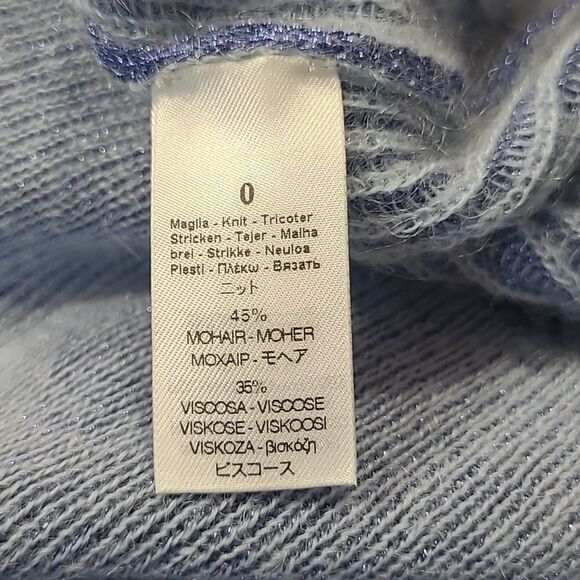 0
Maglia - Knit - Tricoter
Stricken - Tejer - Malha
brei - Strikke - Neuloa
Plesti - Πλέκω - Вязать
ニット
45%
MOHAIR - MOHER
МОХАІР - モヘア
35%
VISCOSA - VISCOSE
VISKOSE - VISKOOSI
VISKOZA - βισκόζη
ビスコース